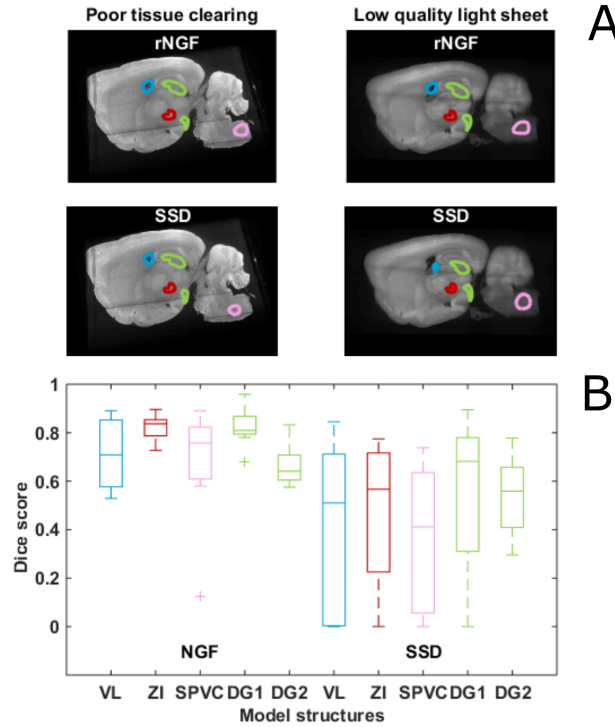 Poor tissue clearing
Low quality light sheet
A
rNGF
rNGF
SSD
SSD
B
1
0.8
0.6
0.4
0.2
0
Dice score
NGF
SSD
VL ZI SPVC DG1 DG2 VL ZI SPVC DG1 DG2
Model structures